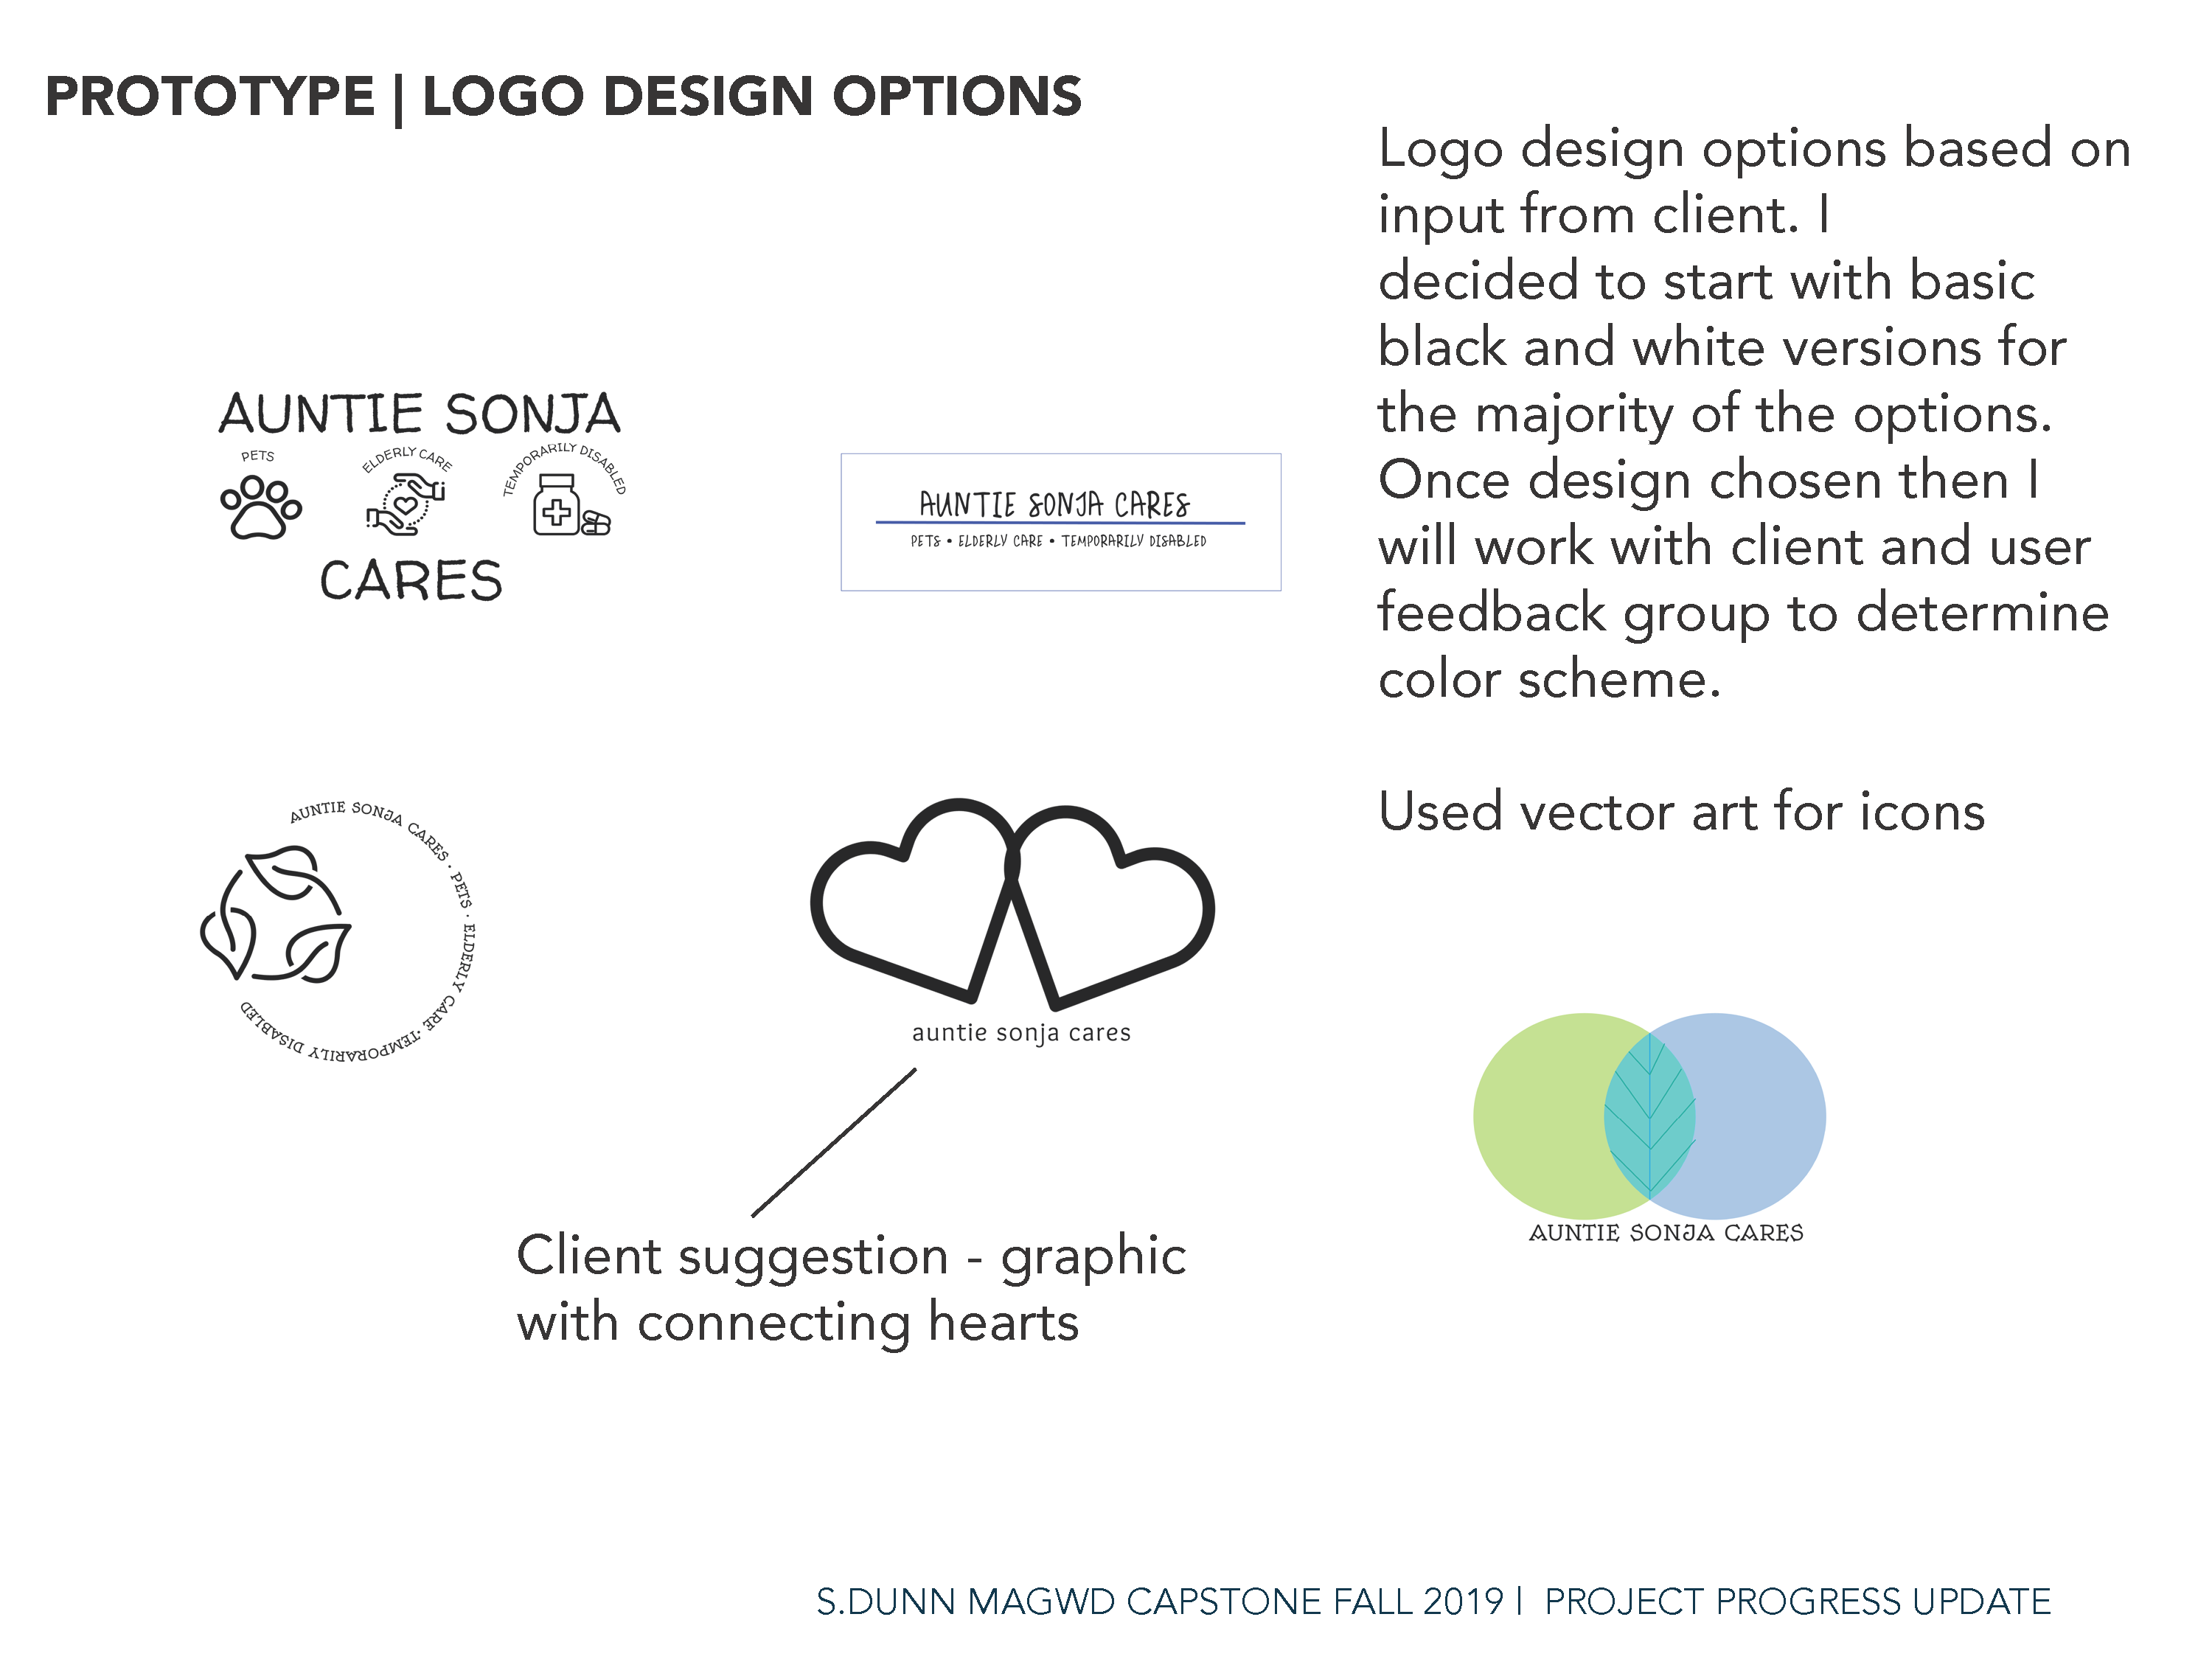 PROTOTYPE | LOGO DESIGN OPTIONS
Logo design options based on
input from client. I
decided to start with basic
black and white versions for
the majority of the options.
Once design chosen then I
will work with client and user
feedback group to determine
color scheme.
Used vector art for icons
AUNTIE SONJA
PETS
ELDERLY CARE
TEMPORARILY DISABLED
CARES
AUNTIE SONJA CARES
PETS • ELDERLY CARE • TEMPORARILY DISABLED
AUNTIE SONJA CARES · PETS · ELDERLY CARE · TEMPORARILY DISABLED
auntie sonja cares
Client suggestion - graphic
with connecting hearts
AUNTIE SONJA CARES
S.DUNN MAGWD CAPSTONE FALL 2019 | PROJECT PROGRESS UPDATE